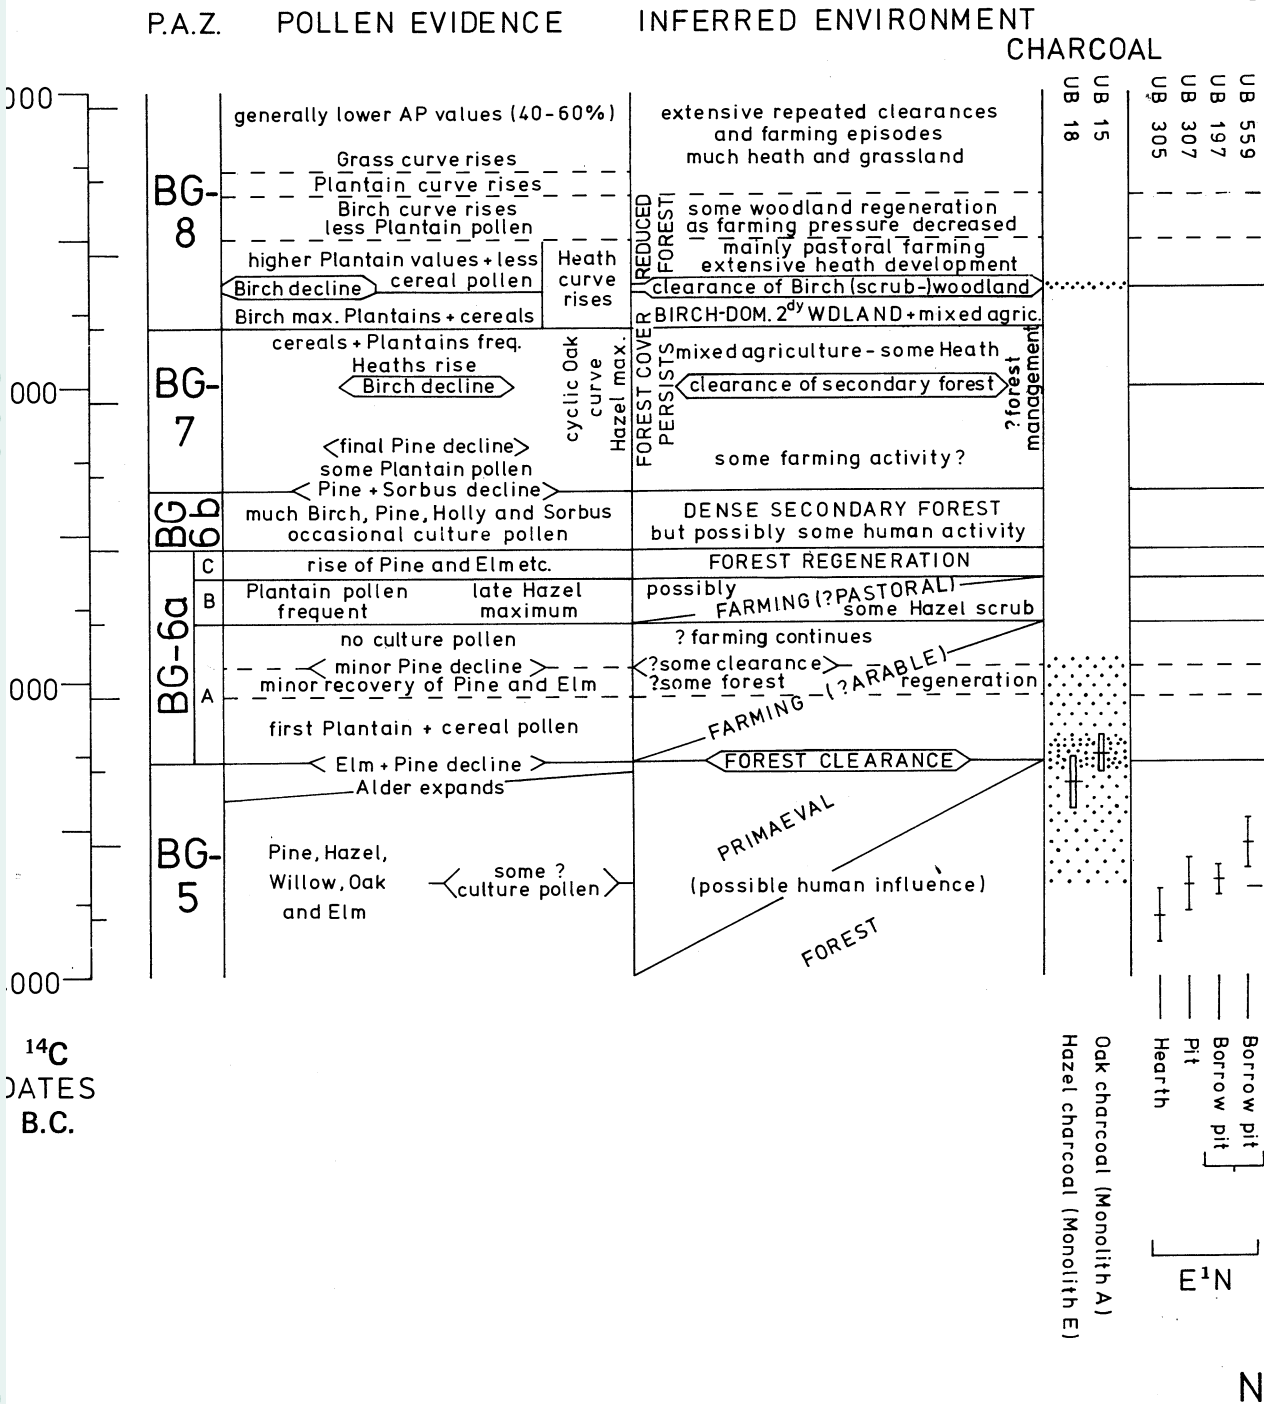 P.A.Z. POLLEN EVIDENCE INFERRED ENVIRONMENT
CHARCOAL
UB 18
UB 15
UB 305
UB 307
UB 197
UB 559
000
000
000
000
14C
DATES
B.C.
BG-
8
generally lower AP values (40-60%)
Grass curve rises
Plantain curve rises
Birch curve rises
less Plantain pollen
higher Plantain values + less
cereal pollen
Birch decline
Birch max. Plantains + cereals
Heath
curve
rises
extensive repeated clearances
and farming episodes
much heath and grassland
REDUCED
FOREST
some woodland regeneration
as farming pressure decreased
mainly pastoral farming
extensive heath development
clearance of Birch (scrub-)woodland
BIRCH-DOM. 2dy WDLAND + mixed agric.
BG-
7
cereals + Plantains freq.
Heaths rise
Birch decline
cyclic Oak
curve
Hazel max.
<final Pine decline>
some Plantain pollen
Pine + Sorbus decline
FOREST COVER
PERSISTS
mixed agriculture - some Heath
clearance of secondary forest
?forest
management
some farming activity?
BG
6b
much Birch, Pine, Holly and Sorbus
occasional culture pollen
DENSE SECONDARY FOREST
but possibly some human activity
BG-6a
C
rise of Pine and Elm etc.
FOREST REGENERATION
B
Plantain pollen
frequent
late Hazel
maximum
possibly
FARMING (?PASTORAL)
some Hazel scrub
A
no culture pollen
minor Pine decline
minor recovery of Pine and Elm
first Plantain + cereal pollen
Elm + Pine decline
Alder expands
? farming continues
?some clearance
?some forest regeneration
FARMING (?ARABLE)
FOREST CLEARANCE
BG-
5
Pine, Hazel,
Willow, Oak
and Elm
some ?
culture pollen
PRIMAEVAL
(possible human influence)
FOREST
Hazel charcoal (Monolith E)
Oak charcoal (Monolith A)
Hearth
Pit
Borrow pit
Borrow pit
E1N
N